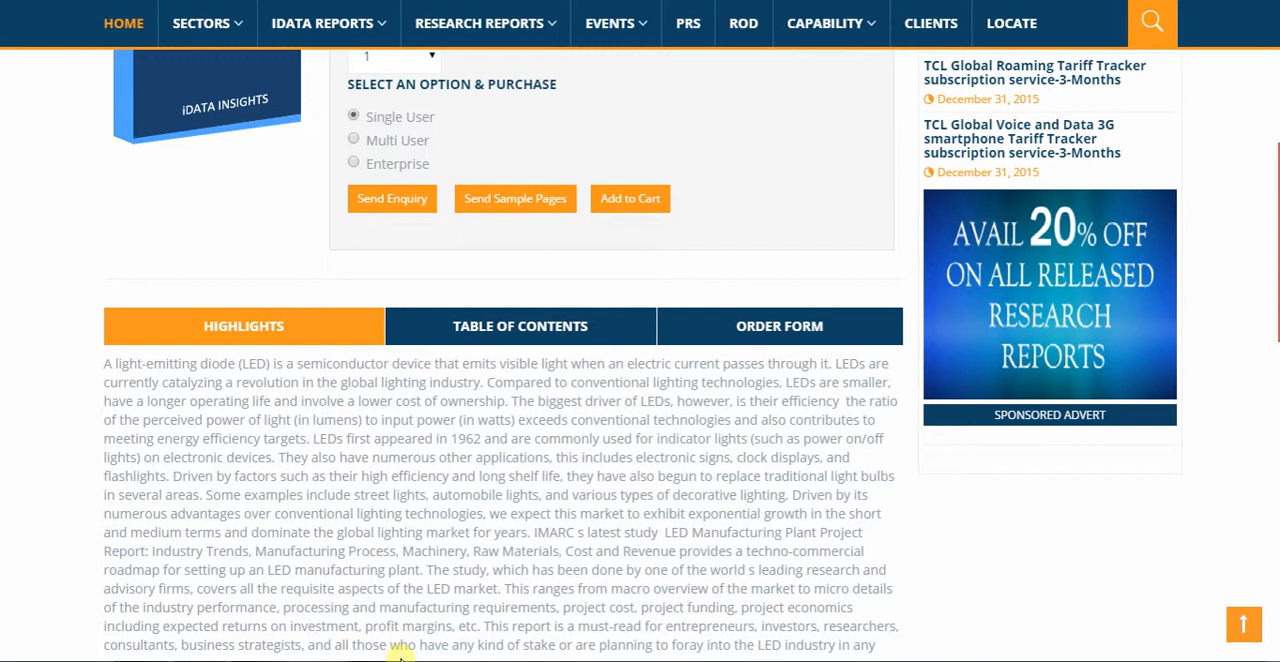 HOME SECTORS IDATA REPORTS RESEARCH REPORTS EVENTS PRS ROD CAPABILITY CLIENTS LOCATE
iDATA INSIGHTS
1
SELECT AN OPTION & PURCHASE
Single User
Multi User
Enterprise
Send Enquiry Send Sample Pages Add to Cart
TCL Global Roaming Tariff Tracker
subscription service-3-Months
December 31, 2015
TCL Global Voice and Data 3G
smartphone Tariff Tracker
subscription service-3-Months
December 31, 2015
AVAIL 20% OFF
ON ALL RELEASED
RESEARCH
REPORTS
SPONSORED ADVERT
HIGHLIGHTS TABLE OF CONTENTS ORDER FORM
A light-emitting diode (LED) is a semiconductor device that emits visible light when an electric current passes through it. LEDs are
currently catalyzing a revolution in the global lighting industry. Compared to conventional lighting technologies, LEDs are smaller,
have a longer operating life and involve a lower cost of ownership. The biggest driver of LEDs, however, is their efficiency the ratio
of the perceived power of light (in lumens) to input power (in watts) exceeds conventional technologies and also contributes to
meeting energy efficiency targets. LEDs first appeared in 1962 and are commonly used for indicator lights (such as power on/off
lights) on electronic devices. They also have numerous other applications, this includes electronic signs, clock displays, and
flashlights. Driven by factors such as their high efficiency and long shelf life, they have also begun to replace traditional light bulbs
in several areas. Some examples include street lights, automobile lights, and various types of decorative lighting. Driven by its
numerous advantages over conventional lighting technologies, we expect this market to exhibit exponential growth in the short
and medium terms and dominate the global lighting market for years. IMARC s latest study LED Manufacturing Plant Project
Report: Industry Trends, Manufacturing Process, Machinery, Raw Materials, Cost and Revenue provides a techno-commercial
roadmap for setting up an LED manufacturing plant. The study, which has been done by one of the world s leading research and
advisory firms, covers all the requisite aspects of the LED market. This ranges from macro overview of the market to micro details
of the industry performance, processing and manufacturing requirements, project cost, project funding, project economics
including expected returns on investment, profit margins, etc. This report is a must-read for entrepreneurs, investors, researchers,
consultants, business strategists, and all those who have any kind of stake or are planning to foray into the LED industry in any